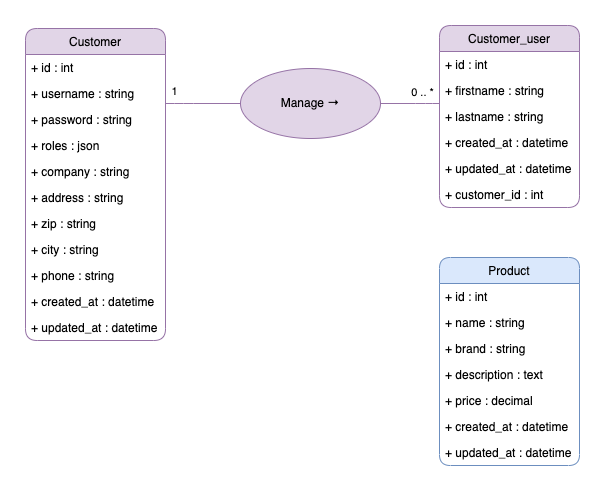 Customer
+ id : int
+ username : string
+ password : string
+ roles : json
+ company : string
+ address : string
+ zip : string
+ city : string
+ phone : string
+ created_at : datetime
+ updated_at : datetime
1
Manage →
0 .. *
Customer_user
+ id : int
+ firstname : string
+ lastname : string
+ created_at : datetime
+ updated_at : datetime
+ customer_id : int
Product
+ id : int
+ name : string
+ brand : string
+ description : text
+ price : decimal
+ created_at : datetime
+ updated_at : datetime